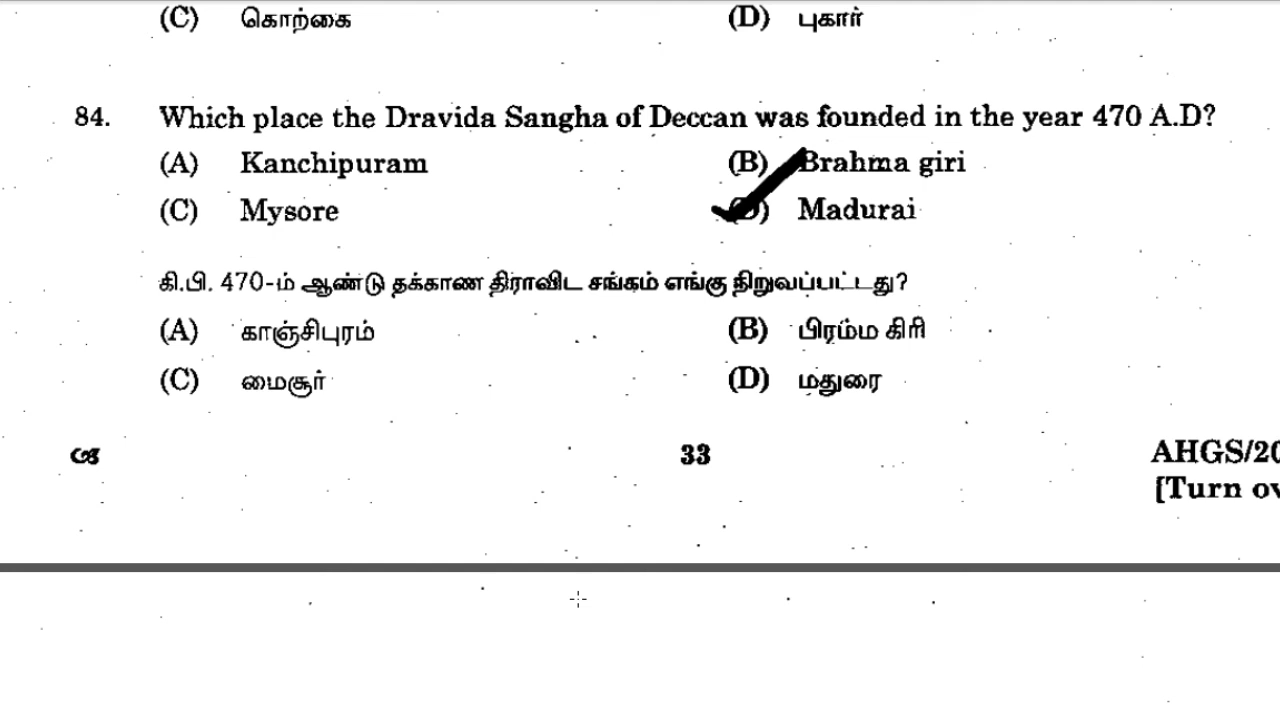 (C) கொற்கை (D) புகார்
84. Which place the Dravida Sangha of Deccan was founded in the year 470 A.D?
(A) Kanchipuram (B) Brahma giri
(C) Mysore (D) Madurai
கி.பி. 470-ம் ஆண்டு தக்காண திராவிட சங்கம் எங்கு நிறுவப்பட்டது?
(A) காஞ்சிபுரம் (B) பிரம்ம கிரி
(C) மைசூர் (D) மதுரை
33 AHGS/20
[Turn ov